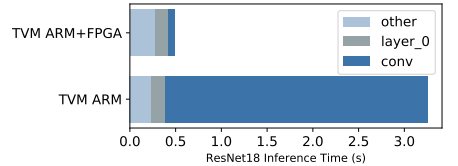 TVM ARM+FPGA
TVM ARM
other
layer_0
conv
0.0 0.5 1.0 1.5 2.0 2.5 3.0
ResNet18 Inference Time (s)